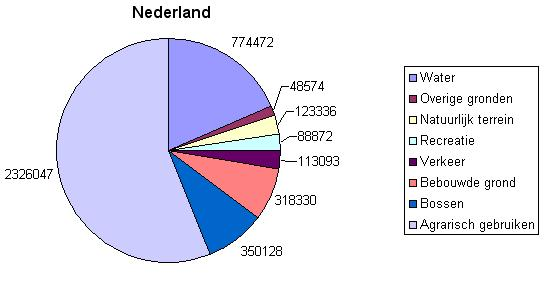 Nederland
774472
48574
123336
88872
113093
318330
350128
2326047
Water
Overige gronden
Natuurlijk terrein
Recreatie
Verkeer
Bebouwde grond
Bossen
Agrarisch gebruiken